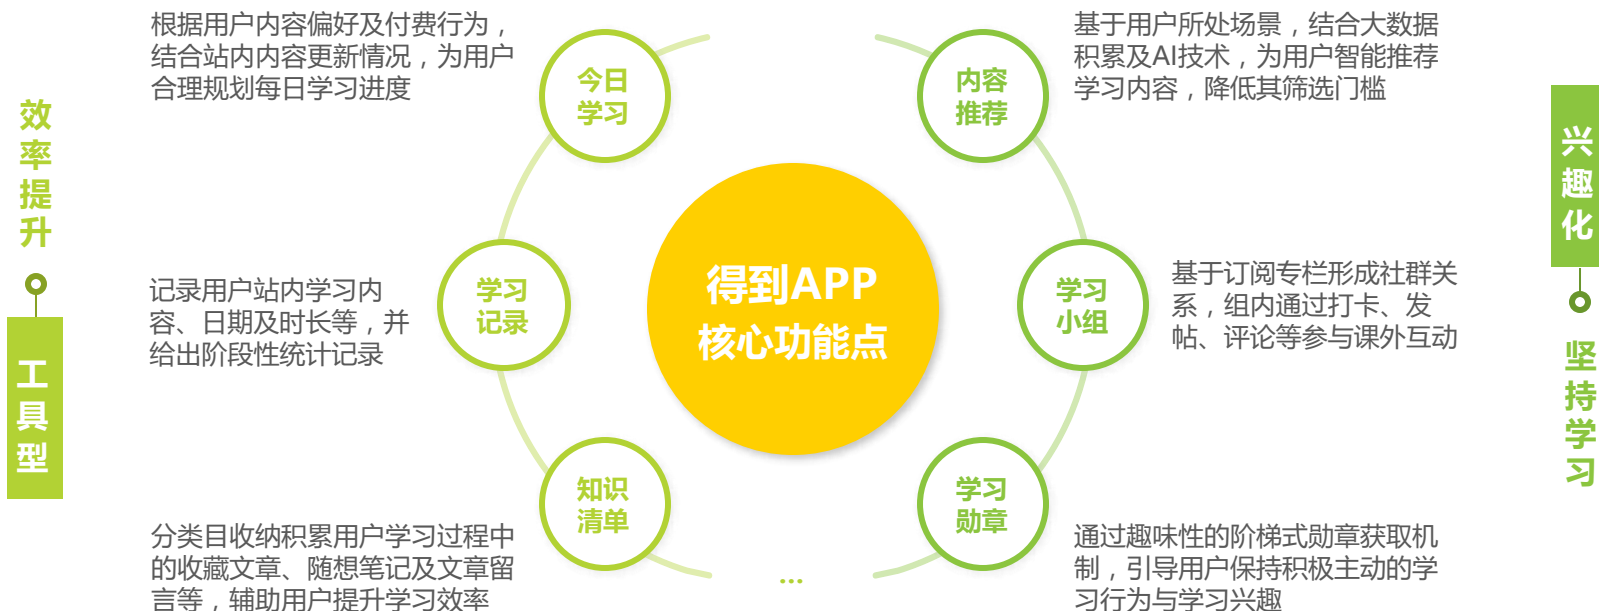 效
率
提
升
工
具
型
根据用户内容偏好及付费行为，
结合站内内容更新情况，为用户
合理规划每日学习进度
今日
学习
记录用户站内学习内
容、日期及时长等，并
给出阶段性统计记录
学习
记录
分类目收纳积累用户学习过程中
的收藏文章、随想笔记及文章留
言等，辅助用户提升学习效率
知识
清单
得到APP
核心功能点
...
内容
推荐
基于用户所处场景，结合大数据
积累及AI技术，为用户智能推荐
学习内容，降低其筛选门槛
学习
小组
基于订阅专栏形成社群关
系，组内通过打卡、发
帖、评论等参与课外互动
学习
勋章
通过趣味性的阶梯式勋章获取机
制，引导用户保持积极主动的学
习行为与学习兴趣
兴
趣
化
坚
持
学
习